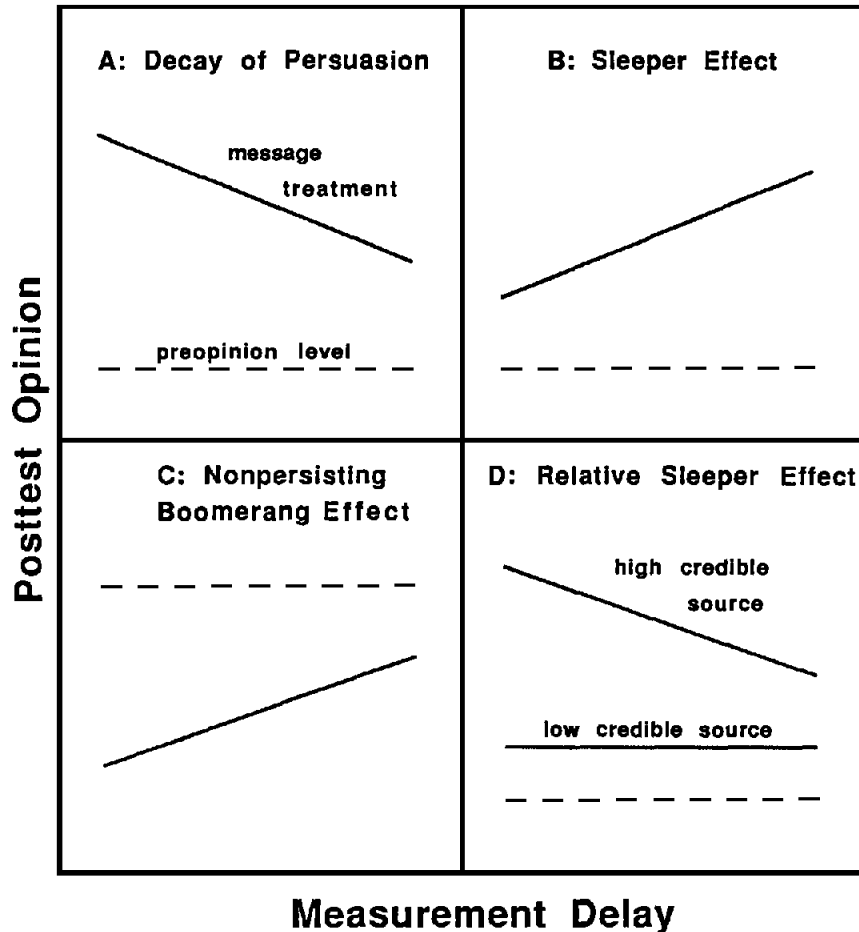 A: Decay of Persuasion
message
treatment
preopinion level
B: Sleeper Effect
C: Nonpersisting
Boomerang Effect
D: Relative Sleeper Effect
high credible
source
low credible source
Posttest Opinion
Measurement Delay